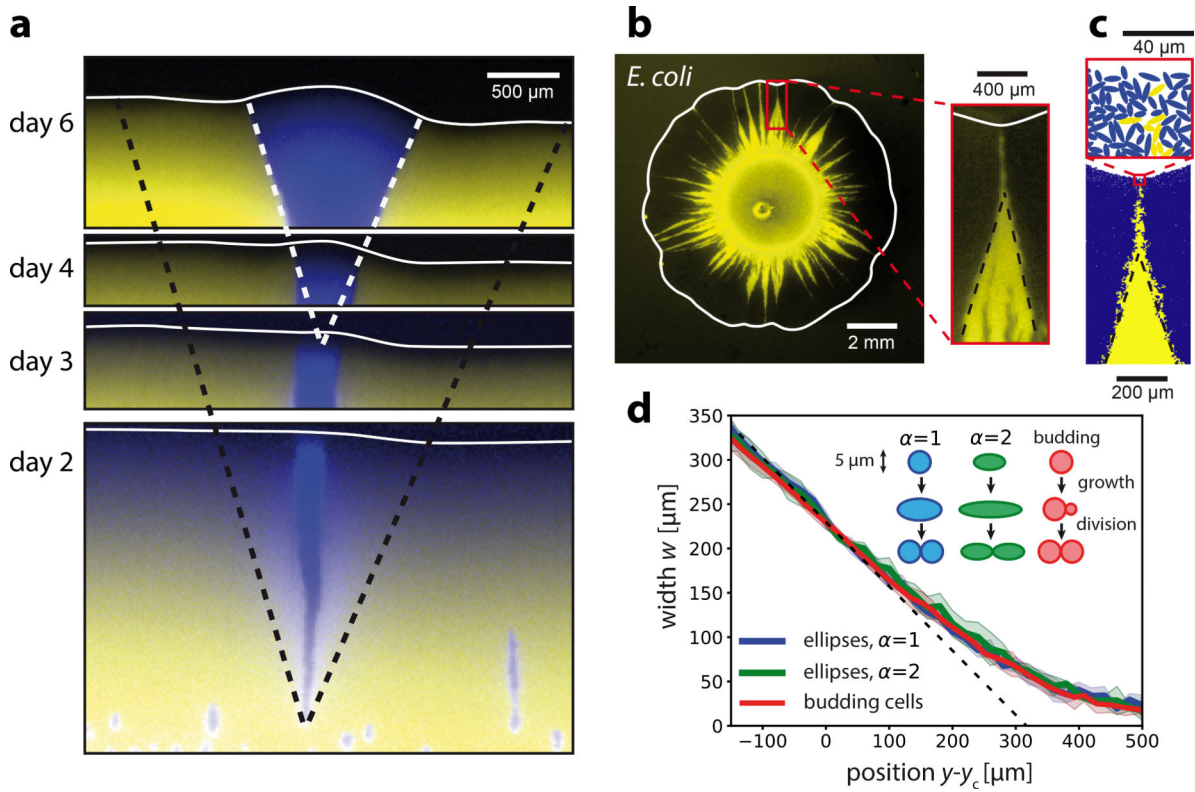 a
day 6
500 µm
day 4
day 3
day 2
b
E. coli
2 mm
400 µm
c
40 µm
200 µm
d
350
300
250
200
150
100
50
0
width w [µm]
−100
0
100
200
300
400
500
position y-yc [µm]
5 µm
α=1
α=2
budding
growth
division
ellipses, α=1
ellipses, α=2
budding cells